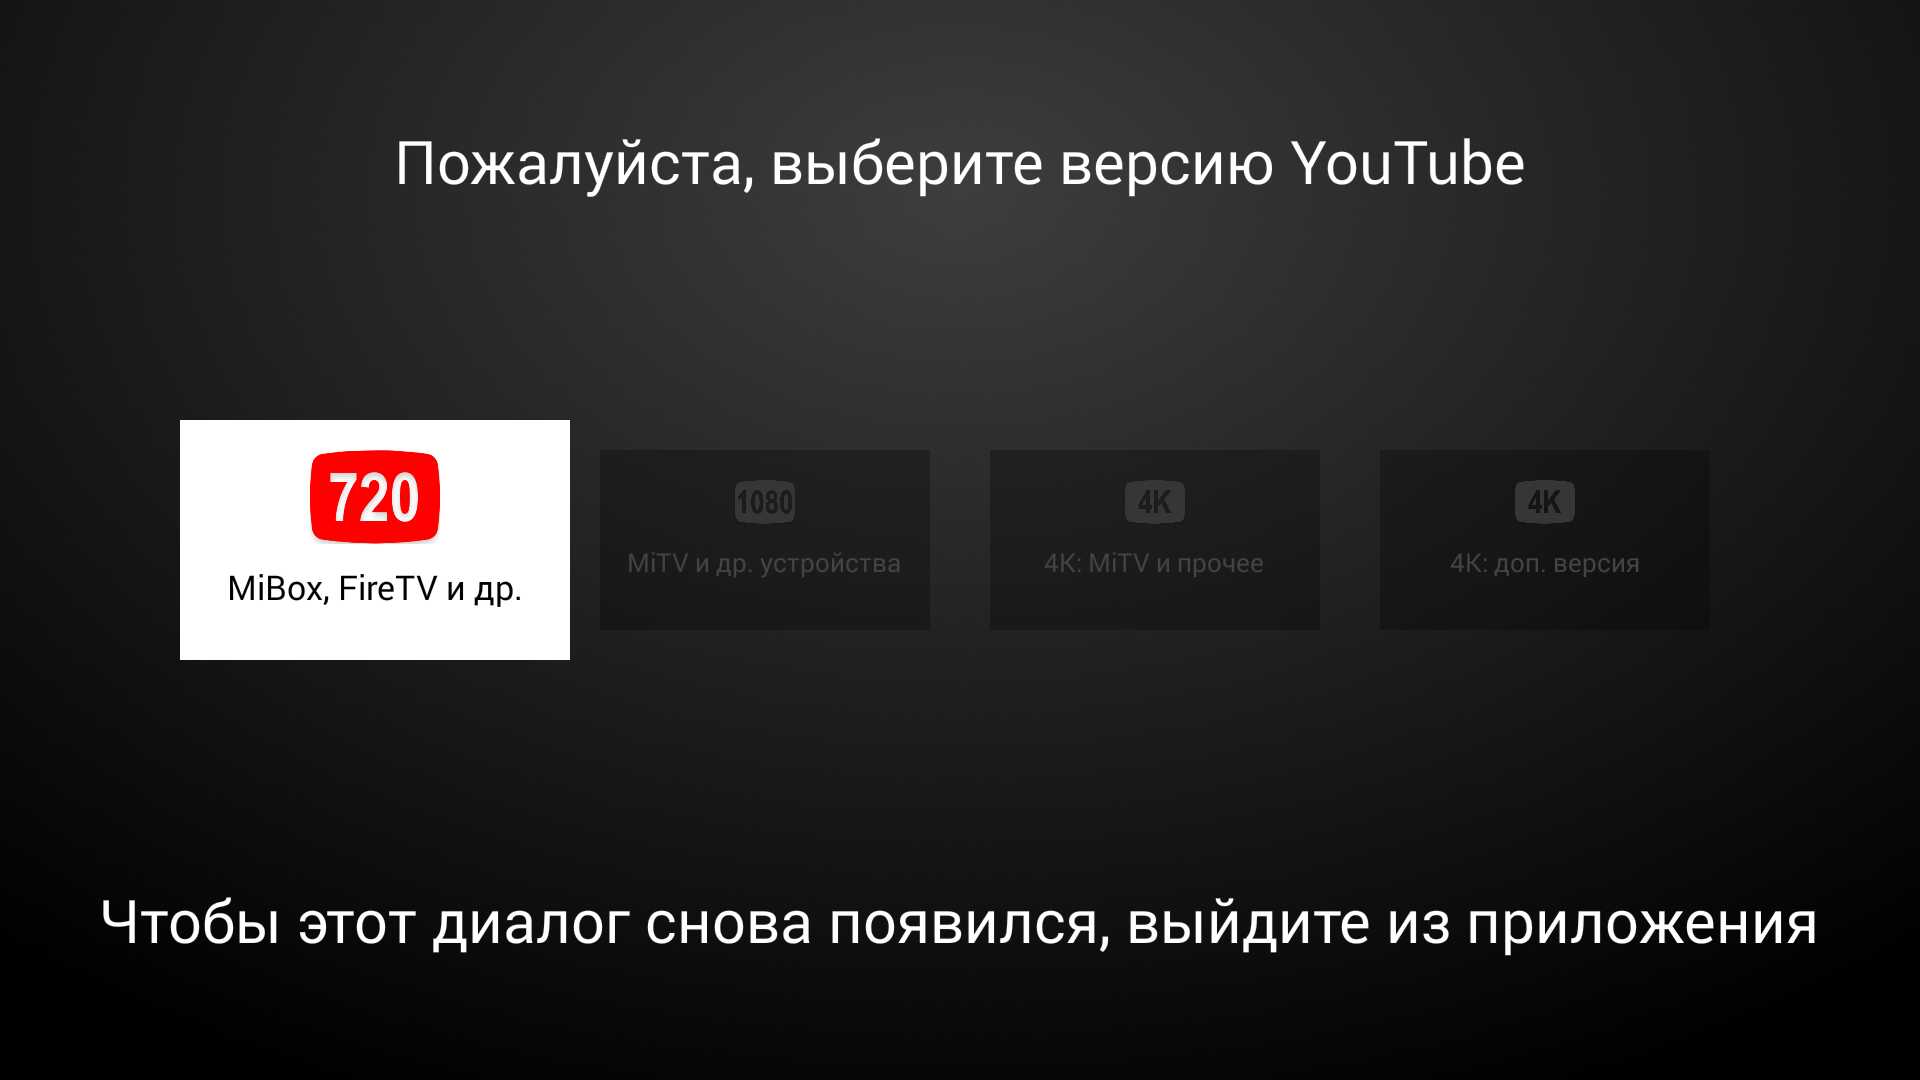 Пожалуйста, выберите версию YouTube
720
1080
4K
4K
MiBox, FireTV и др.
MiTV и др. устройства
4K: MiTV и прочее
4K: доп. версия
Чтобы этот диалог снова появился, выйдите из приложения